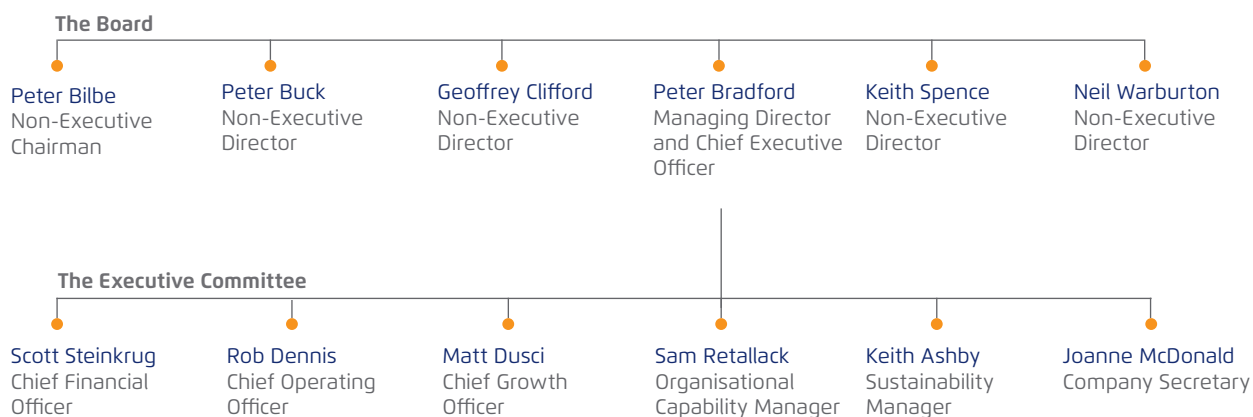 The Board
Peter Bilbe
Non-Executive
Chairman
Peter Buck
Non-Executive
Director
Geoffrey Clifford
Non-Executive
Director
Peter Bradford
Managing Director
and Chief Executive
Officer
Keith Spence
Non-Executive
Director
Neil Warburton
Non-Executive
Director
The Executive Committee
Scott Steinkrug
Chief Financial
Officer
Rob Dennis
Chief Operating
Officer
Matt Dusci
Chief Growth
Officer
Sam Retallack
Organisational
Capability Manager
Keith Ashby
Sustainability
Manager
Joanne McDonald
Company Secretary